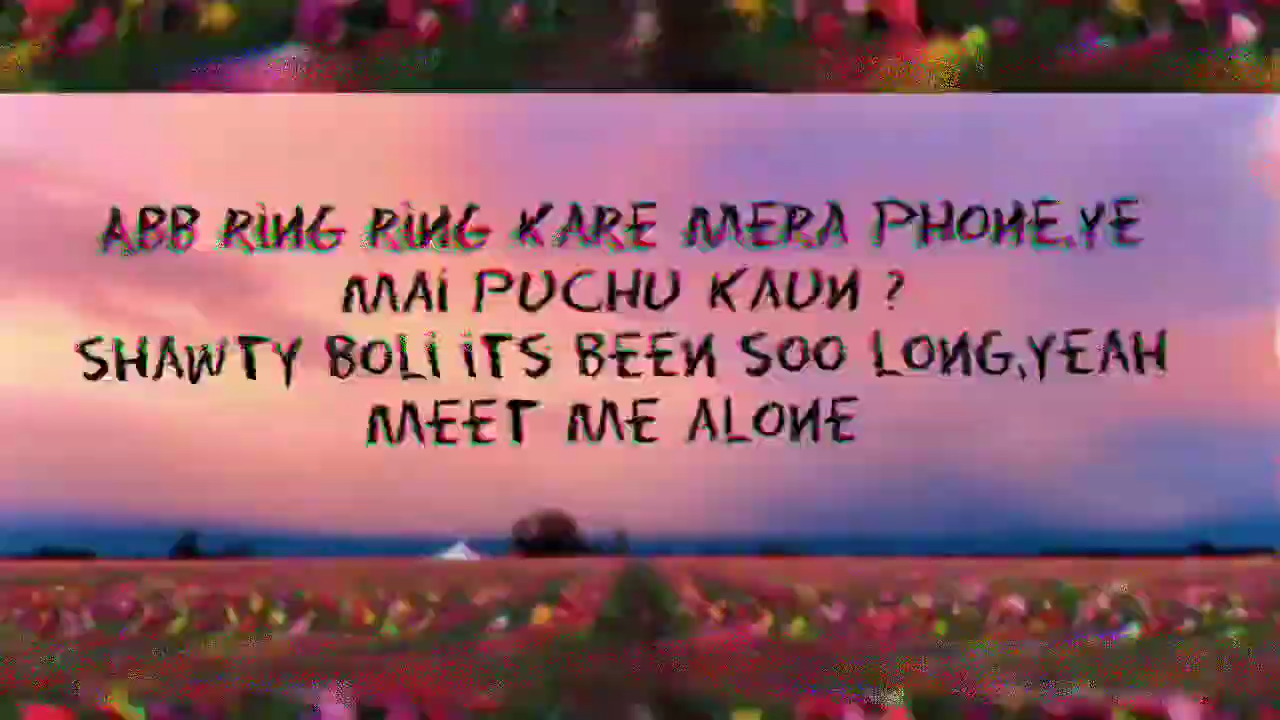 ABB RiNG RiNG KARE MERA PHONE,YE
MAi PUCHU KAUN ?
SHAWTY BOLi iTS BEEN SOO LONG,YEAH
MEET ME ALONE